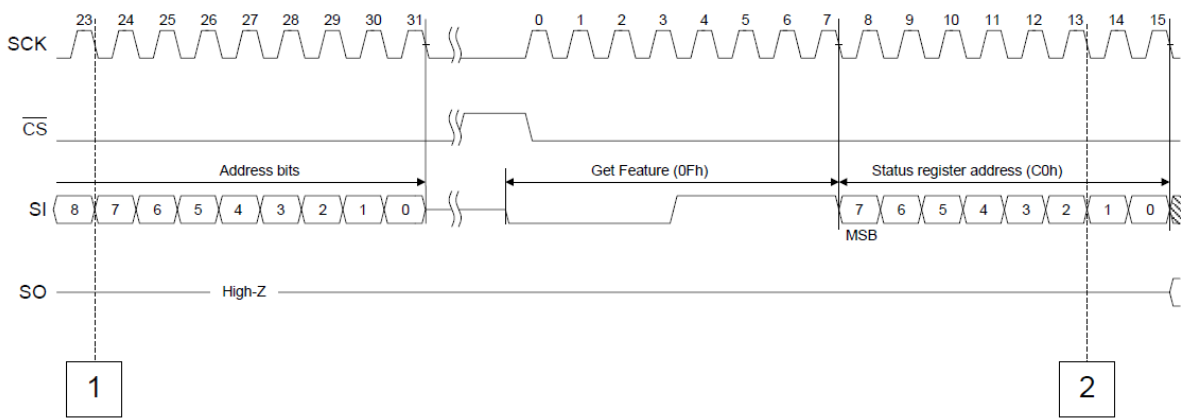 23 24 25 26 27 28 29 30 31 0 1 2 3 4 5 6 7 8 9 10 11 12 13 14 15
SCK
CS
Address bits Get Feature (0Fh) Status register address (C0h)
SI 8 7 6 5 4 3 2 1 0 7 6 5 4 3 2 1 0
MSB
SO High-Z
1 2